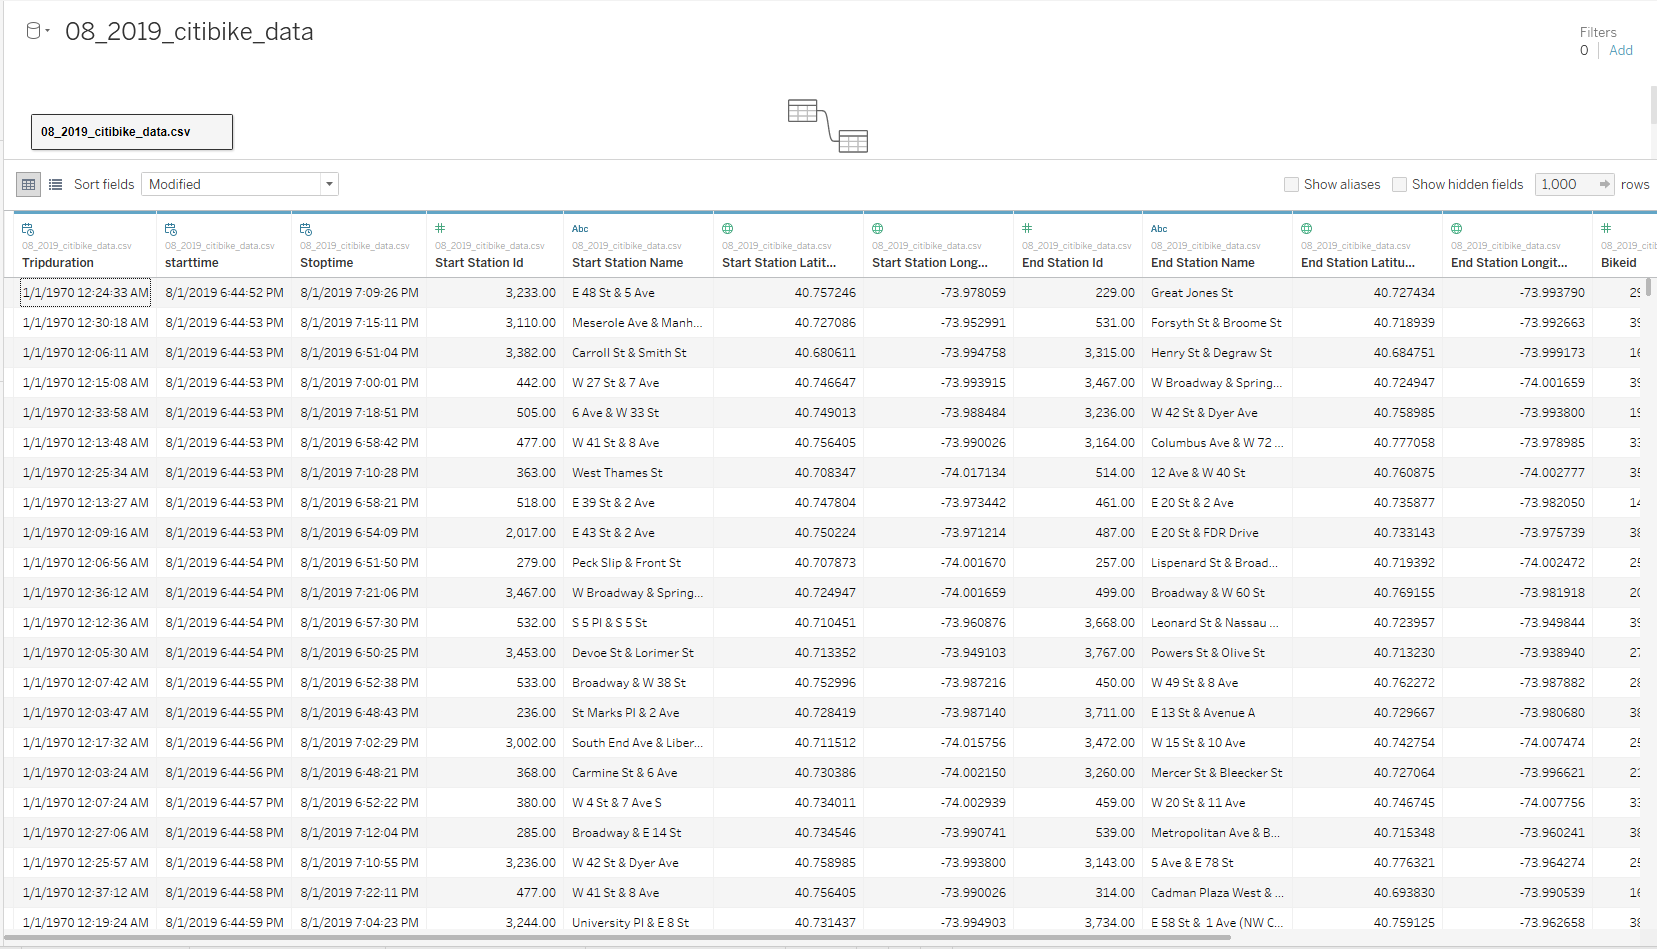 08_2019_citibike_data
Filters
0 Add
08_2019_citibike_data.csv
Sort fields Modified Show aliases Show hidden fields 1,000 rows
Abc Abc
08_2019_citibike_data.csv 08_2019_citibike_data.csv 08_2019_citibike_data.csv 08_2019_citibike_data.csv 08_2019_citibike_data.csv 08_2019_citibike_data.csv 08_2019_citibike_data.csv 08_2019_citibike_data.csv 08_2019_citibike_data.csv 08_2019_citibike_data.csv 08_2019_citibike_data.csv 08_2019_citi
Tripduration starttime Stoptime Start Station Id Start Station Name Start Station Latit... Start Station Long... End Station Id End Station Name End Station Latitu... End Station Longit... Bikeid
1/1/1970 12:24:33 AM 8/1/2019 6:44:52 PM 8/1/2019 7:09:26 PM 3,233.00 E 48 St & 5 Ave 40.757246 -73.978059 229.00 Great Jones St 40.727434 -73.993790 29
1/1/1970 12:30:18 AM 8/1/2019 6:44:53 PM 8/1/2019 7:15:11 PM 3,110.00 Meserole Ave & Manh... 40.727086 -73.952991 531.00 Forsyth St & Broome St 40.718939 -73.992663 39
1/1/1970 12:06:11 AM 8/1/2019 6:44:53 PM 8/1/2019 6:51:04 PM 3,382.00 Carroll St & Smith St 40.680611 -73.994758 3,315.00 Henry St & Degraw St 40.684751 -73.999173 16
1/1/1970 12:15:08 AM 8/1/2019 6:44:53 PM 8/1/2019 7:00:01 PM 442.00 W 27 St & 7 Ave 40.746647 -73.993915 3,467.00 W Broadway & Spring... 40.724947 -74.001659 39
1/1/1970 12:33:58 AM 8/1/2019 6:44:53 PM 8/1/2019 7:18:51 PM 505.00 6 Ave & W 33 St 40.749013 -73.988484 3,236.00 W 42 St & Dyer Ave 40.758985 -73.993800 19
1/1/1970 12:13:48 AM 8/1/2019 6:44:53 PM 8/1/2019 6:58:42 PM 477.00 W 41 St & 8 Ave 40.756405 -73.990026 3,164.00 Columbus Ave & W 72 ... 40.777058 -73.978985 33
1/1/1970 12:25:34 AM 8/1/2019 6:44:53 PM 8/1/2019 7:10:28 PM 363.00 West Thames St 40.708347 -74.017134 514.00 12 Ave & W 40 St 40.760875 -74.002777 35
1/1/1970 12:13:27 AM 8/1/2019 6:44:53 PM 8/1/2019 6:58:21 PM 518.00 E 39 St & 2 Ave 40.747804 -73.973442 461.00 E 20 St & 2 Ave 40.735877 -73.982050 14
1/1/1970 12:09:16 AM 8/1/2019 6:44:53 PM 8/1/2019 6:54:09 PM 2,017.00 E 43 St & 2 Ave 40.750224 -73.971214 487.00 E 20 St & FDR Drive 40.733143 -73.975739 38
1/1/1970 12:06:56 AM 8/1/2019 6:44:54 PM 8/1/2019 6:51:50 PM 279.00 Peck Slip & Front St 40.707873 -74.001670 257.00 Lispenard St & Broad... 40.719392 -74.002472 25
1/1/1970 12:36:12 AM 8/1/2019 6:44:54 PM 8/1/2019 7:21:06 PM 3,467.00 W Broadway & Spring... 40.724947 -74.001659 499.00 Broadway & W 60 St 40.769155 -73.981918 20
1/1/1970 12:12:36 AM 8/1/2019 6:44:54 PM 8/1/2019 6:57:30 PM 532.00 S 5 Pl & S 5 St 40.710451 -73.960876 3,668.00 Leonard St & Nassau ... 40.723957 -73.949844 39
1/1/1970 12:05:30 AM 8/1/2019 6:44:54 PM 8/1/2019 6:50:25 PM 3,453.00 Devoe St & Lorimer St 40.713352 -73.949103 3,767.00 Powers St & Olive St 40.713230 -73.938940 27
1/1/1970 12:07:42 AM 8/1/2019 6:44:55 PM 8/1/2019 6:52:38 PM 533.00 Broadway & W 38 St 40.752996 -73.987216 450.00 W 49 St & 8 Ave 40.762272 -73.987882 28
1/1/1970 12:03:47 AM 8/1/2019 6:44:55 PM 8/1/2019 6:48:43 PM 236.00 St Marks Pl & 2 Ave 40.728419 -73.987140 3,711.00 E 13 St & Avenue A 40.729667 -73.980680 38
1/1/1970 12:17:32 AM 8/1/2019 6:44:56 PM 8/1/2019 7:02:29 PM 3,002.00 South End Ave & Liber... 40.711512 -74.015756 3,472.00 W 15 St & 10 Ave 40.742754 -74.007474 25
1/1/1970 12:03:24 AM 8/1/2019 6:44:56 PM 8/1/2019 6:48:21 PM 368.00 Carmine St & 6 Ave 40.730386 -74.002150 3,260.00 Mercer St & Bleecker St 40.727064 -73.996621 21
1/1/1970 12:07:24 AM 8/1/2019 6:44:57 PM 8/1/2019 6:52:22 PM 380.00 W 4 St & 7 Ave S 40.734011 -74.002939 459.00 W 20 St & 11 Ave 40.746745 -74.007756 33
1/1/1970 12:27:06 AM 8/1/2019 6:44:58 PM 8/1/2019 7:12:04 PM 285.00 Broadway & E 14 St 40.734546 -73.990741 539.00 Metropolitan Ave & B... 40.715348 -73.960241 38
1/1/1970 12:25:57 AM 8/1/2019 6:44:58 PM 8/1/2019 7:10:55 PM 3,236.00 W 42 St & Dyer Ave 40.758985 -73.993800 3,143.00 5 Ave & E 78 St 40.776321 -73.964274 25
1/1/1970 12:37:12 AM 8/1/2019 6:44:58 PM 8/1/2019 7:22:11 PM 477.00 W 41 St & 8 Ave 40.756405 -73.990026 314.00 Cadman Plaza West & ... 40.693830 -73.990539 16
1/1/1970 12:19:24 AM 8/1/2019 6:44:59 PM 8/1/2019 7:04:23 PM 3,244.00 University Pl & E 8 St 40.731437 -73.994903 3,734.00 E 58 St & 1 Ave (NW C... 40.759125 -73.962658 38